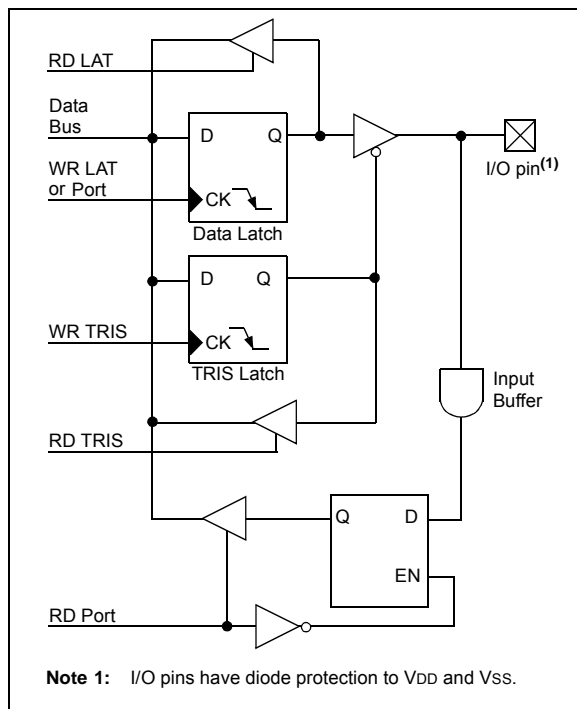 RD LAT
Data
Bus
D Q
WR LAT
or Port
CK
I/O pin(1)
Data Latch
D Q
WR TRIS
CK
TRIS Latch
Input
Buffer
RD TRIS
Q D
EN
RD Port
Note 1: I/O pins have diode protection to VDD and VSS.